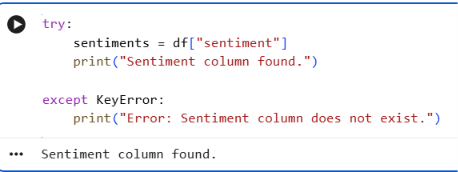 try:
    sentiments = df["sentiment"]
    print("Sentiment column found.")
except KeyError:
    print("Error: Sentiment column does not exist.")
••• Sentiment column found.